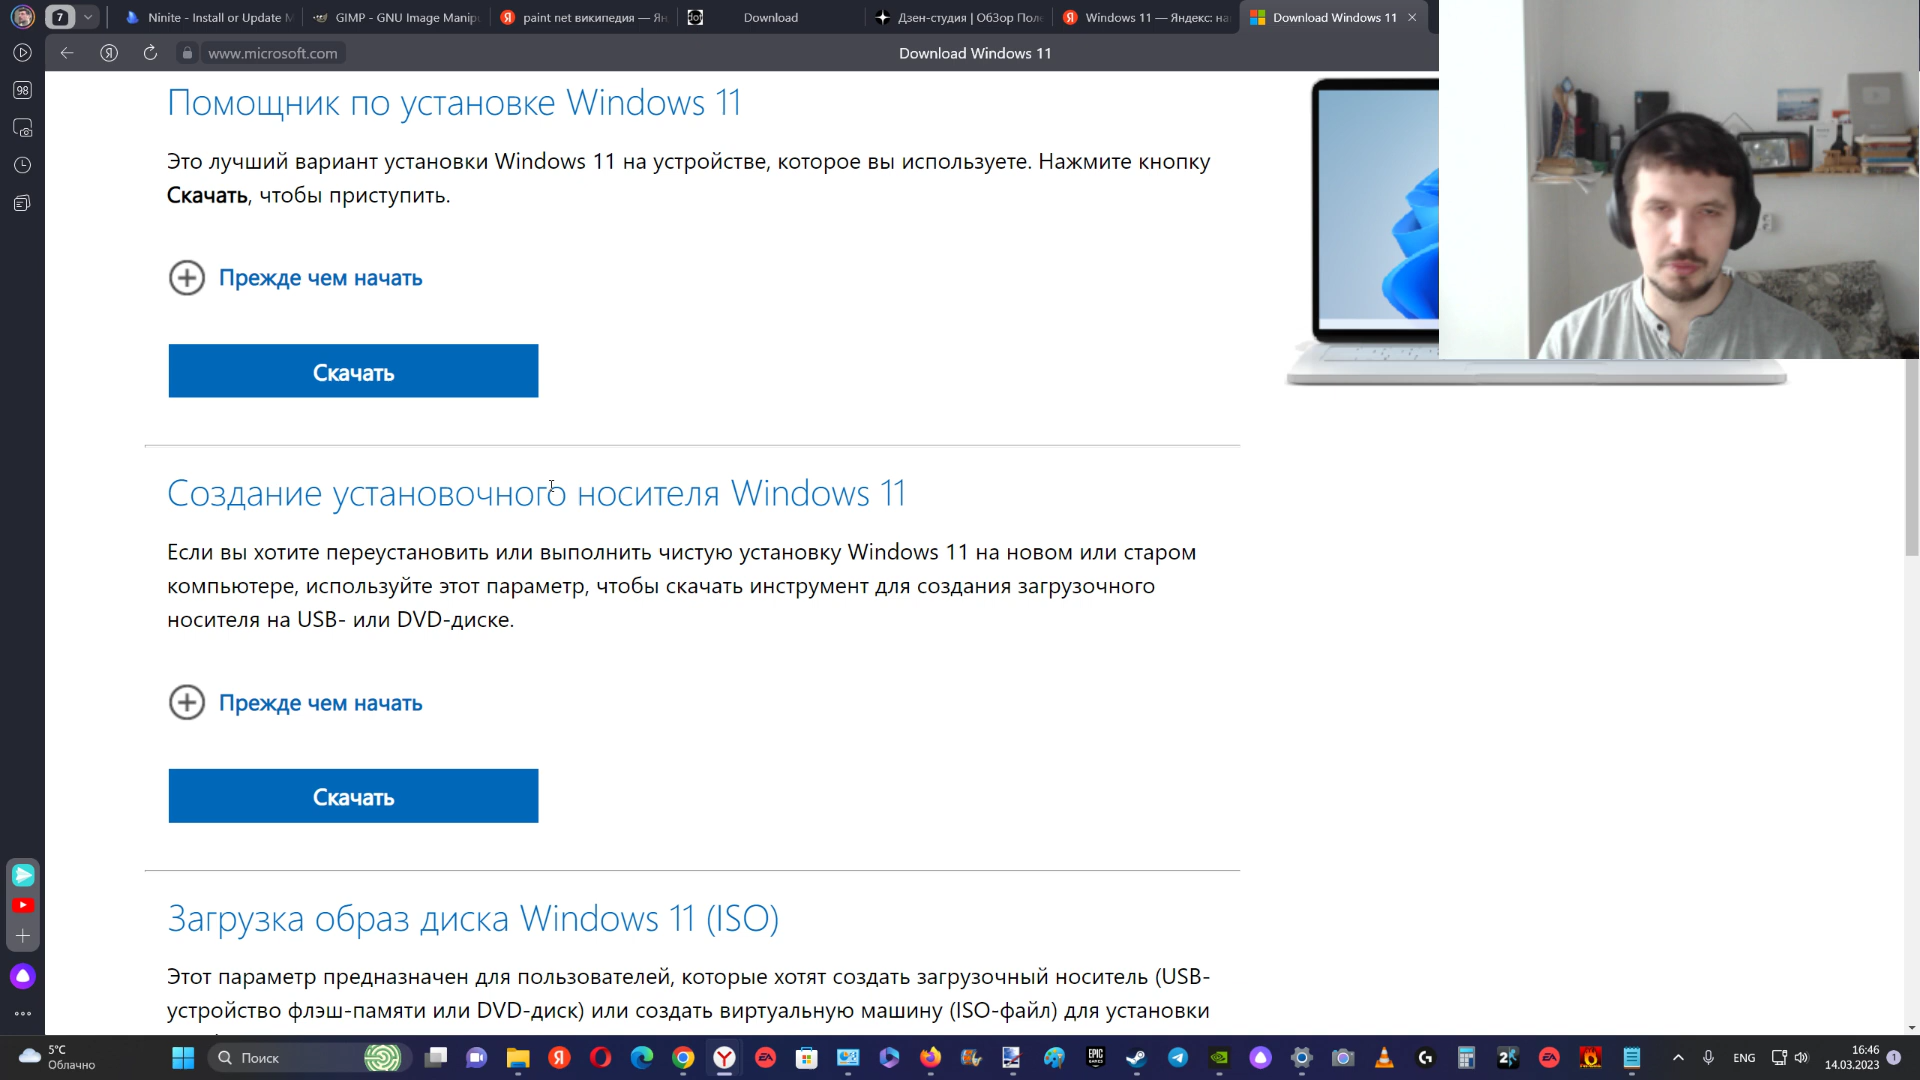 7
Ninite - Install or Update M
GIMP - GNU Image Manip
paint net википедия — Ян
Download
Дзен-студия | Обзор Поле
Windows 11 — Яндекс: на
Download Windows 11
www.microsoft.com
Download Windows 11
98
Помощник по установке Windows 11
Это лучший вариант установки Windows 11 на устройстве, которое вы используете. Нажмите кнопку
Скачать, чтобы приступить.
Прежде чем начать
Скачать
Создание установочного носителя Windows 11
Если вы хотите переустановить или выполнить чистую установку Windows 11 на новом или старом
компьютере, используйте этот параметр, чтобы скачать инструмент для создания загрузочного
носителя на USB- или DVD-диске.
Прежде чем начать
Скачать
Загрузка образ диска Windows 11 (ISO)
Этот параметр предназначен для пользователей, которые хотят создать загрузочный носитель (USB-
устройство флэш-памяти или DVD-диск) или создать виртуальную машину (ISO-файл) для установки
5°C
Облачно
Поиск
EPIC
GAMES
ENG
16:46
14.03.2023
1